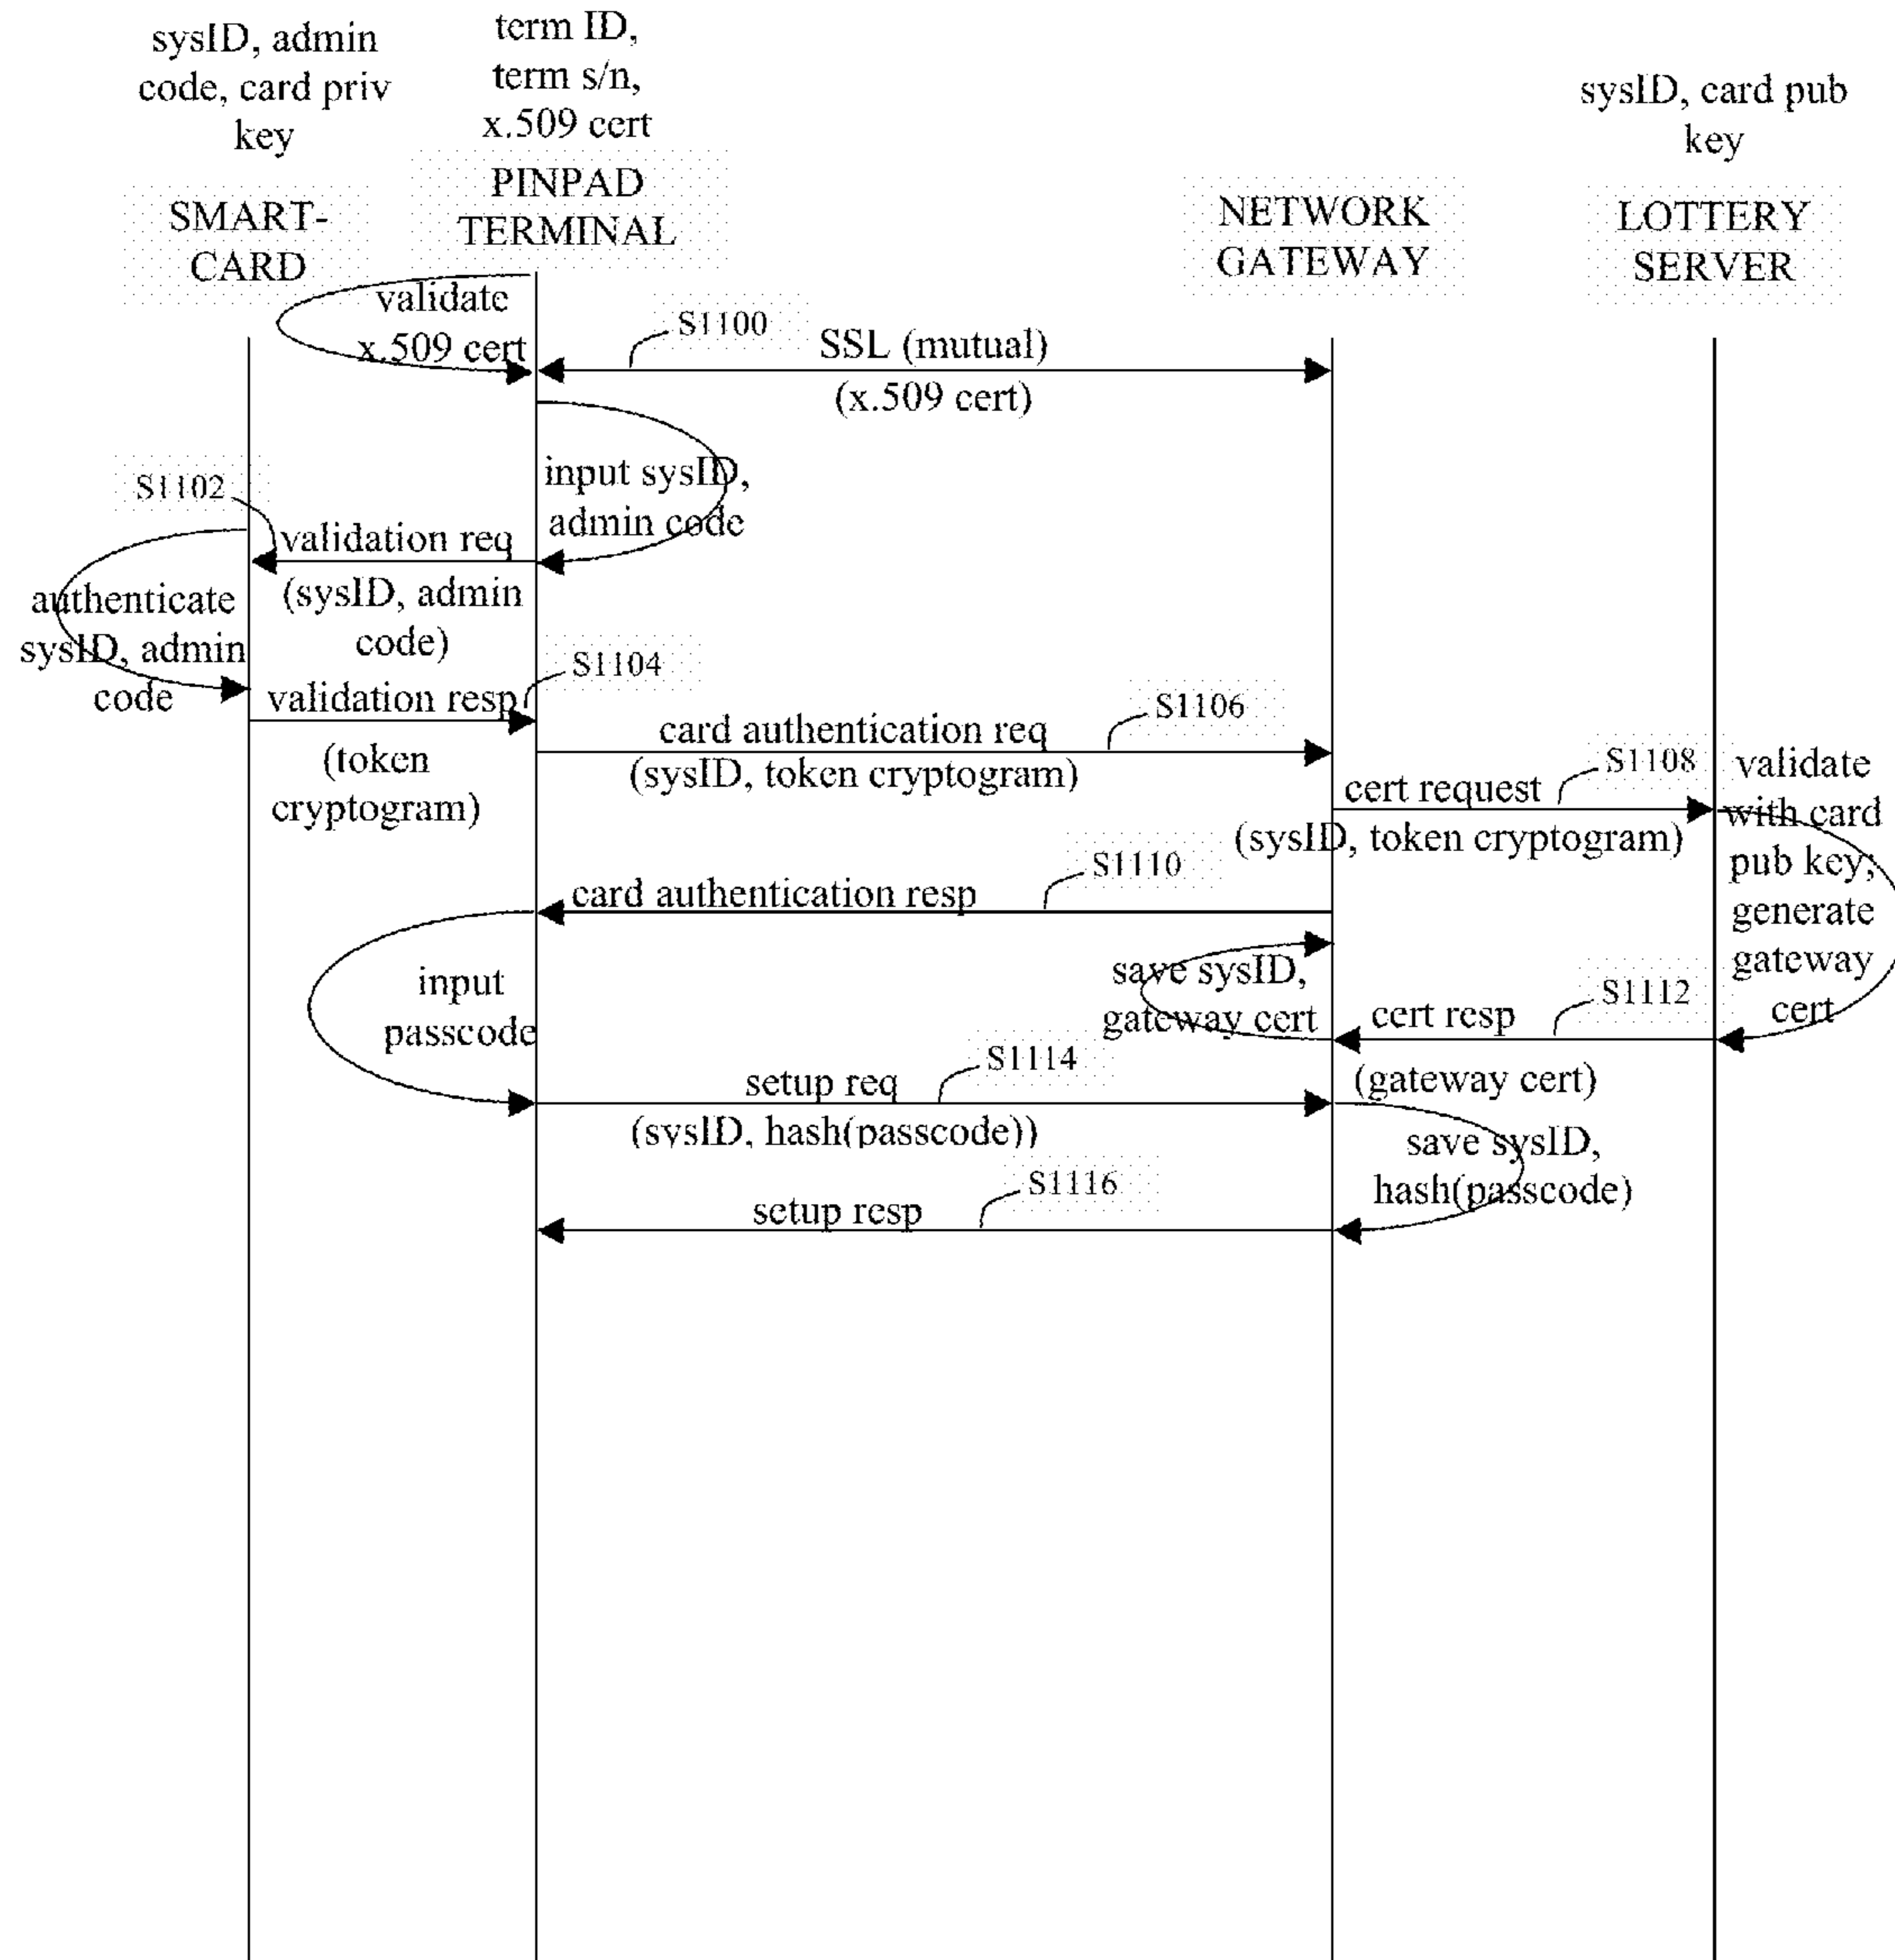 sysID, admin
code, card priv
key
term ID,
term s/n,
x.509 cert
sysID, card pub
key
SMART-
CARD
PINPAD
TERMINAL
NETWORK
GATEWAY
LOTTERY
SERVER
validate
x.509 cert
S1100
SSL (mutual)
(x.509 cert)
input sysID,
admin code
S1102
validation req
(sysID, admin
code)
authenticate
sysID, admin
code
S1104
validation resp
(token
cryptogram)
S1106
card authentication req
(sysID, token cryptogram)
S1108
cert request
(sysID, token cryptogram)
validate
with card
pub key;
generate
gateway
cert
S1110
card authentication resp
input
passcode
save sysID,
gateway cert
S1112
cert resp
(gateway cert)
S1114
setup req
(sysID, hash(passcode))
save sysID,
hash(passcode)
S1116
setup resp